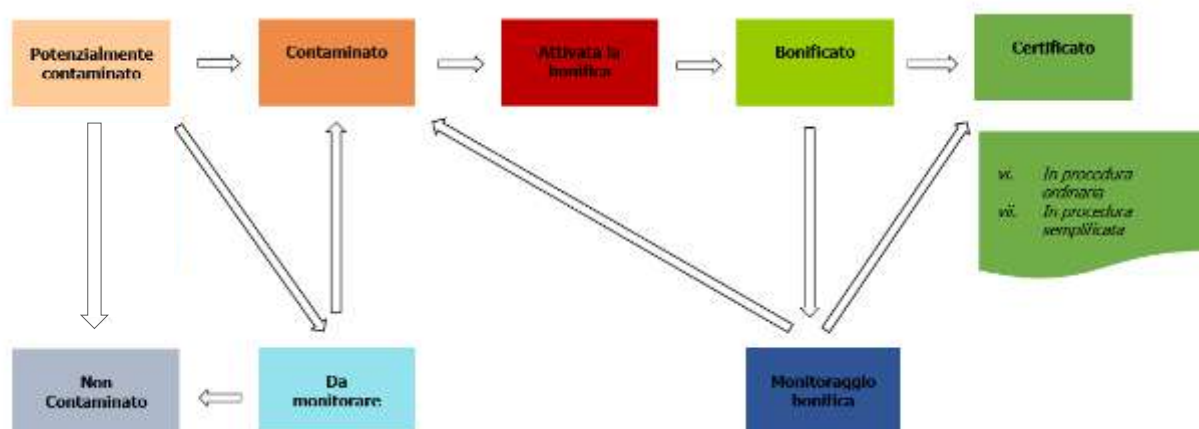 Potenzialmente
contaminato
Contaminato
Attivata la
bonifica
Bonificato
Certificato
vi. In procedura
ordinaria
vii. In procedura
semplificata
Non
Contaminato
Da
monitorare
Monitoraggio
bonifica